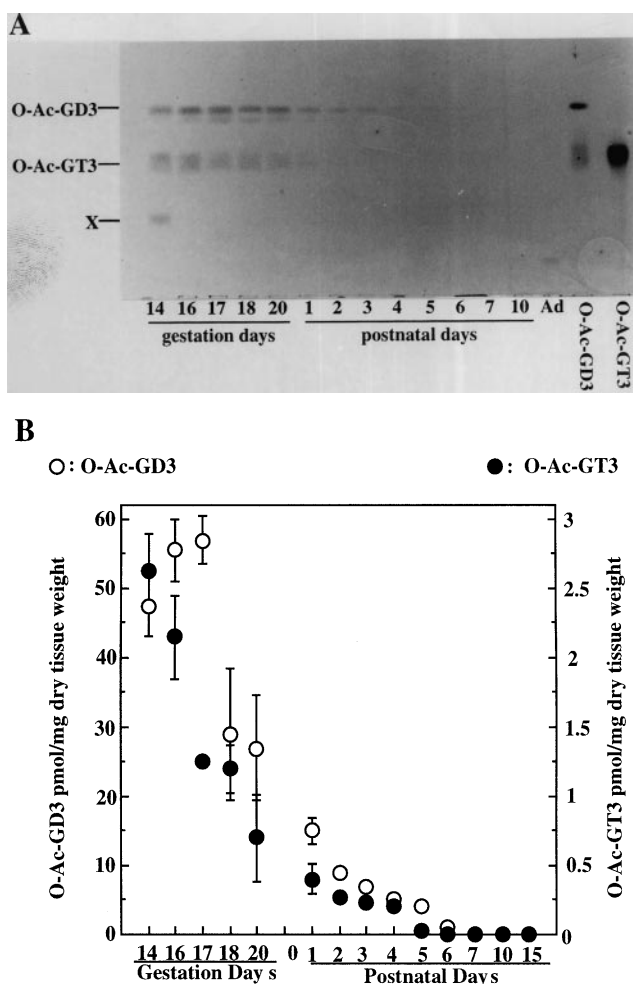 A
O-Ac-GD3
O-Ac-GT3
X
14 16 17 18 20 1 2 3 4 5 6 7 10 Ad
gestation days postnatal days
O-Ac-GD3
O-Ac-GT3
B
: O-Ac-GD3
: O-Ac-GT3
O-Ac-GD3 pmol/mg dry tissue weight
60
50
40
30
20
10
0
3
2.5
2
1.5
1
0.5
0
O-Ac-GT3 pmol/mg dry tissue weight
14 16 17 18 20 0 1 2 3 4 5 6 7 10 15
Gestation Day s Postnatal Days